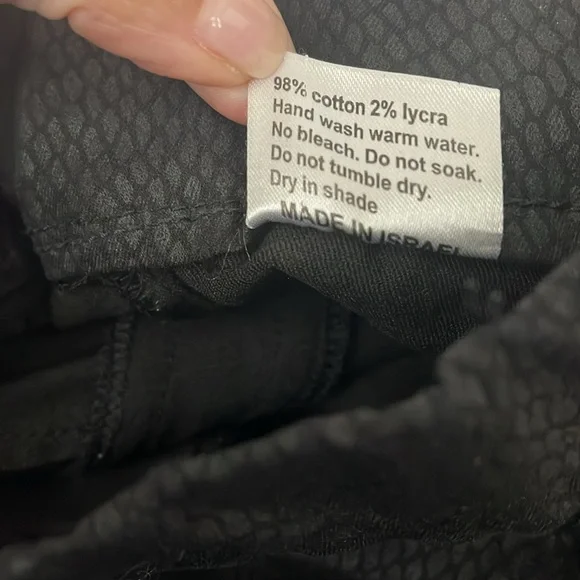 98% cotton 2% lycra
Hand wash warm water.
No bleach. Do not soak.
Do not tumble dry.
Dry in shade
MADE IN ISRAEL